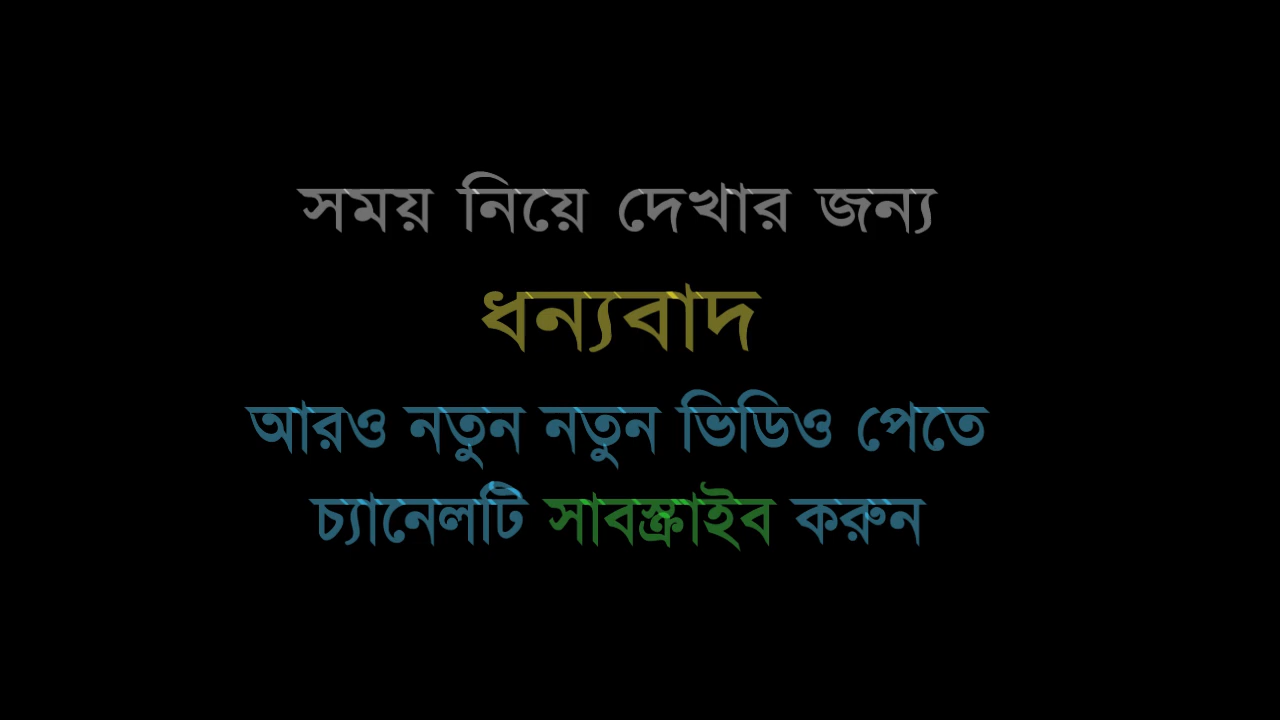 সময় নিয়ে দেখার জন্য
ধন্যবাদ
আরও নতুন নতুন ভিডিও পেতে
চ্যানেলটি সাবস্ক্রাইব করুন